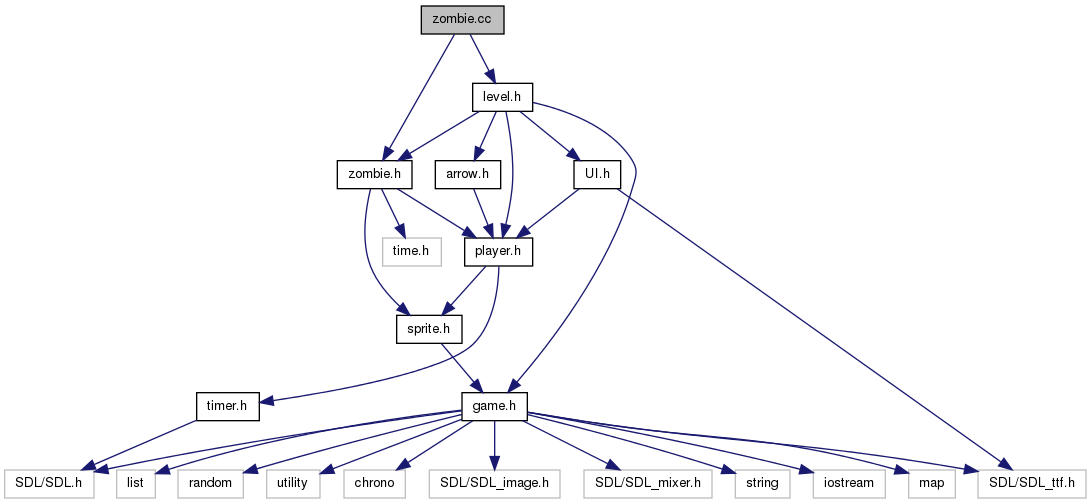 zombie.cc
level.h
zombie.h
arrow.h
UI.h
time.h
player.h
sprite.h
timer.h
game.h
SDL/SDL.h
list
random
utility
chrono
SDL/SDL_image.h
SDL/SDL_mixer.h
string
iostream
map
SDL/SDL_ttf.h